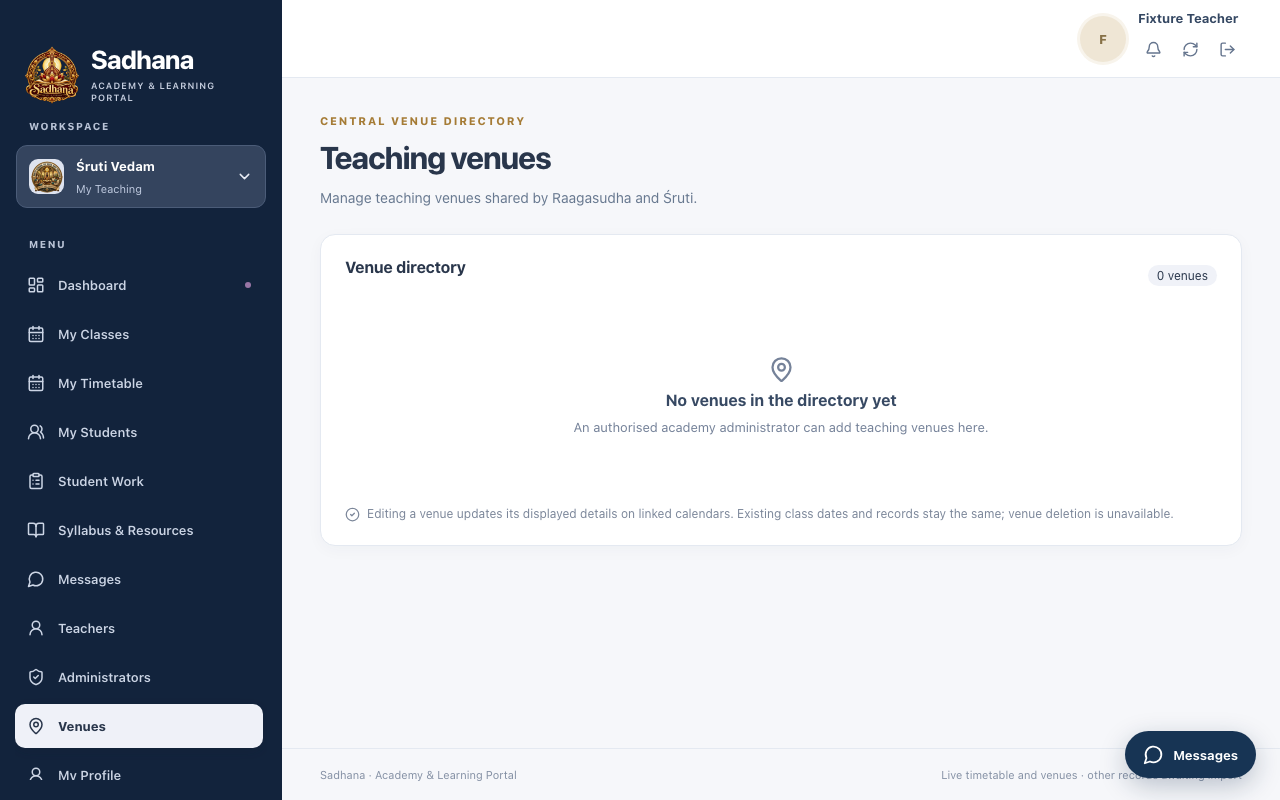 Sadhana
Sadhana
ACADEMY & LEARNING
PORTAL
WORKSPACE
Śruti Vedam
My Teaching
MENU
Dashboard
My Classes
My Timetable
My Students
Student Work
Syllabus & Resources
Messages
Teachers
Administrators
Venues
My Profile
F
Fixture Teacher
CENTRAL VENUE DIRECTORY
Teaching venues
Manage teaching venues shared by Raagasudha and Śruti.
Venue directory
0 venues
No venues in the directory yet
An authorised academy administrator can add teaching venues here.
Editing a venue updates its displayed details on linked calendars. Existing class dates and records stay the same; venue deletion is unavailable.
Sadhana · Academy & Learning Portal
Live timetable and venues · other
Messages